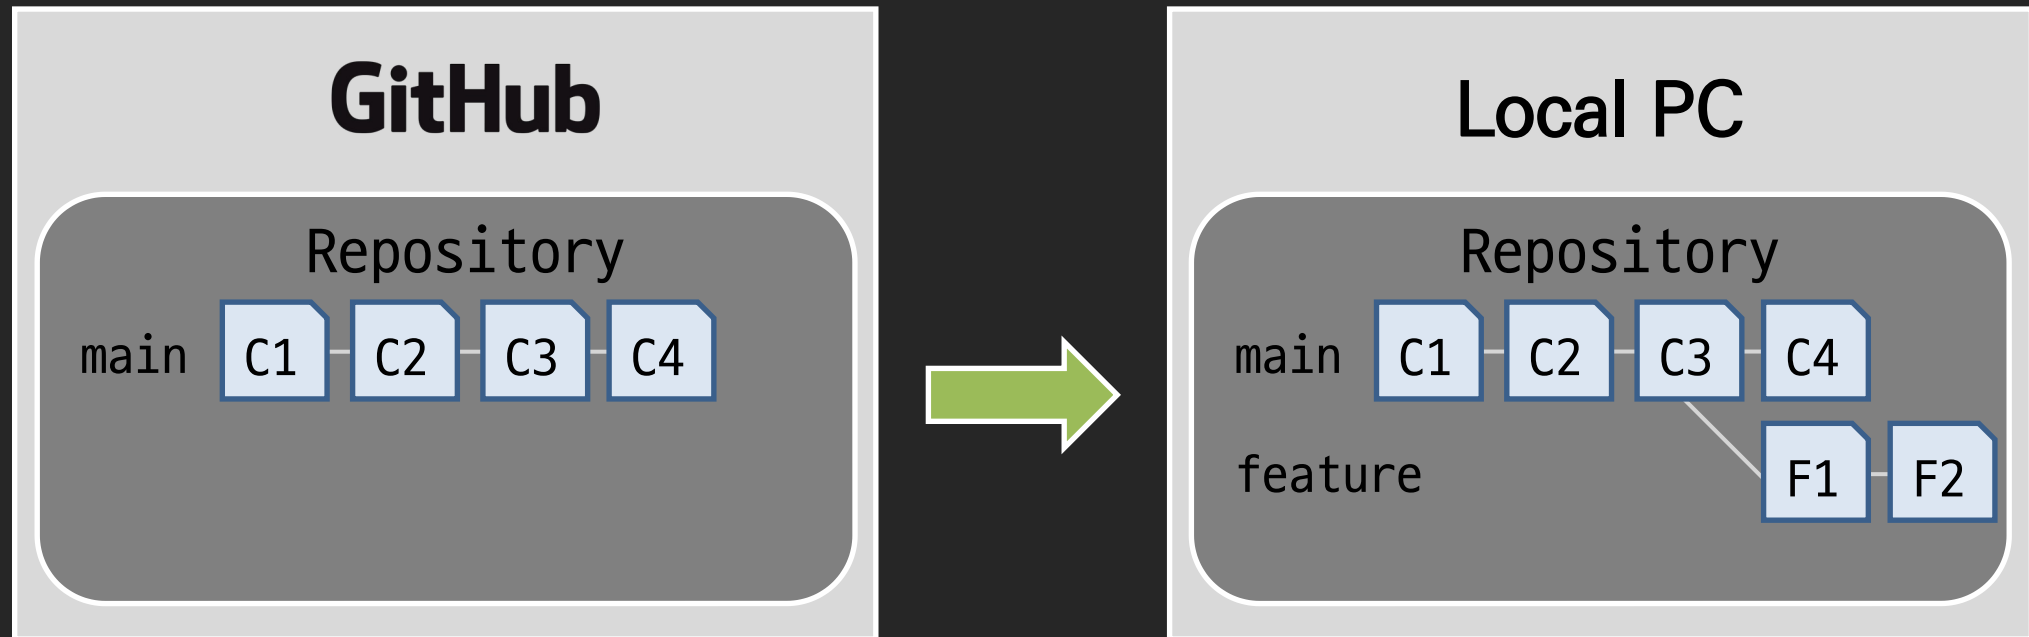 GitHub
Repository
main C1 C2 C3 C4
Local PC
Repository
main C1 C2 C3 C4
feature F1 F2